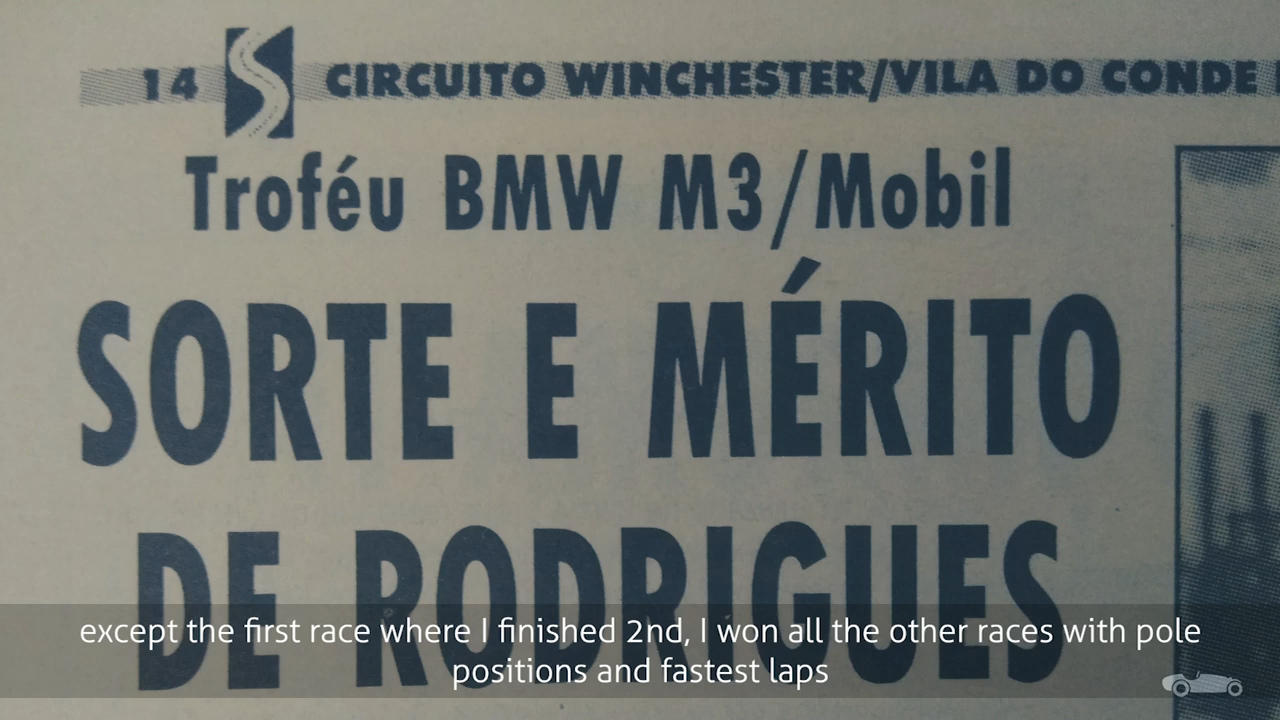 14 CIRCUITO WINCHESTER/VILA DO CONDE
Troféu BMW M3/Mobil
SORTE E MÉRITO
DE RODRIGUES
except the first race where I finished 2nd, I won all the other races with pole
positions and fastest laps